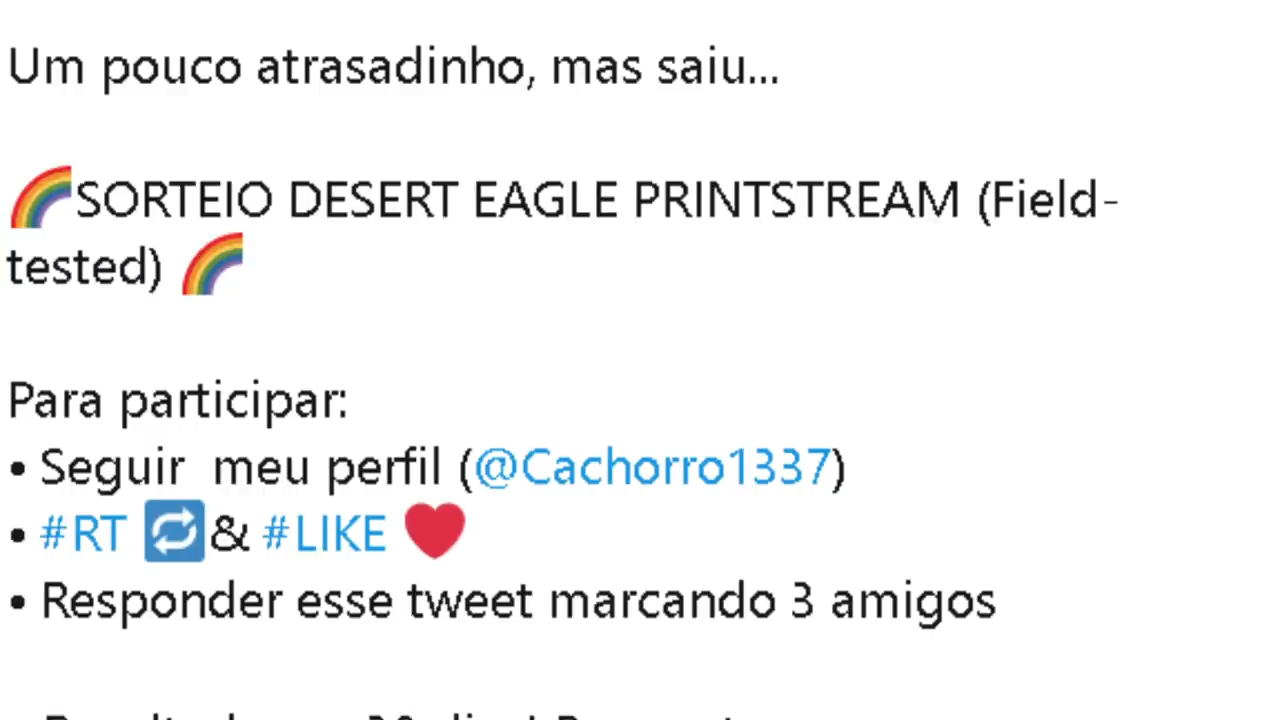 Um pouco atrasadinho, mas saiu...
🌈SORTEIO DESERT EAGLE PRINTSTREAM (Field-
tested) 🌈
Para participar:
• Seguir  meu perfil (@Cachorro1337)
• #RT 🔁& #LIKE ❤️
• Responder esse tweet marcando 3 amigos